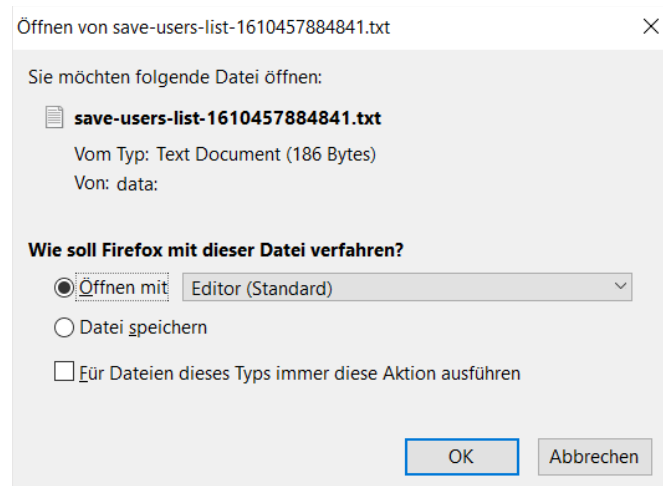 Öffnen von save-users-list-1610457884841.txt
Sie möchten folgende Datei öffnen:
save-users-list-1610457884841.txt
Vom Typ: Text Document (186 Bytes)
Von: data:
Wie soll Firefox mit dieser Datei verfahren?
Öffnen mit Editor (Standard)
Datei speichern
Für Dateien dieses Typs immer diese Aktion ausführen
OK Abbrechen